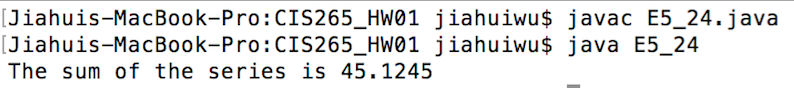 [Jiahuis-MacBook-Pro:CIS265_HW01 jiahuiwu$ javac E5_24.java
[Jiahuis-MacBook-Pro:CIS265_HW01 jiahuiwu$ java E5_24
The sum of the series is 45.1245